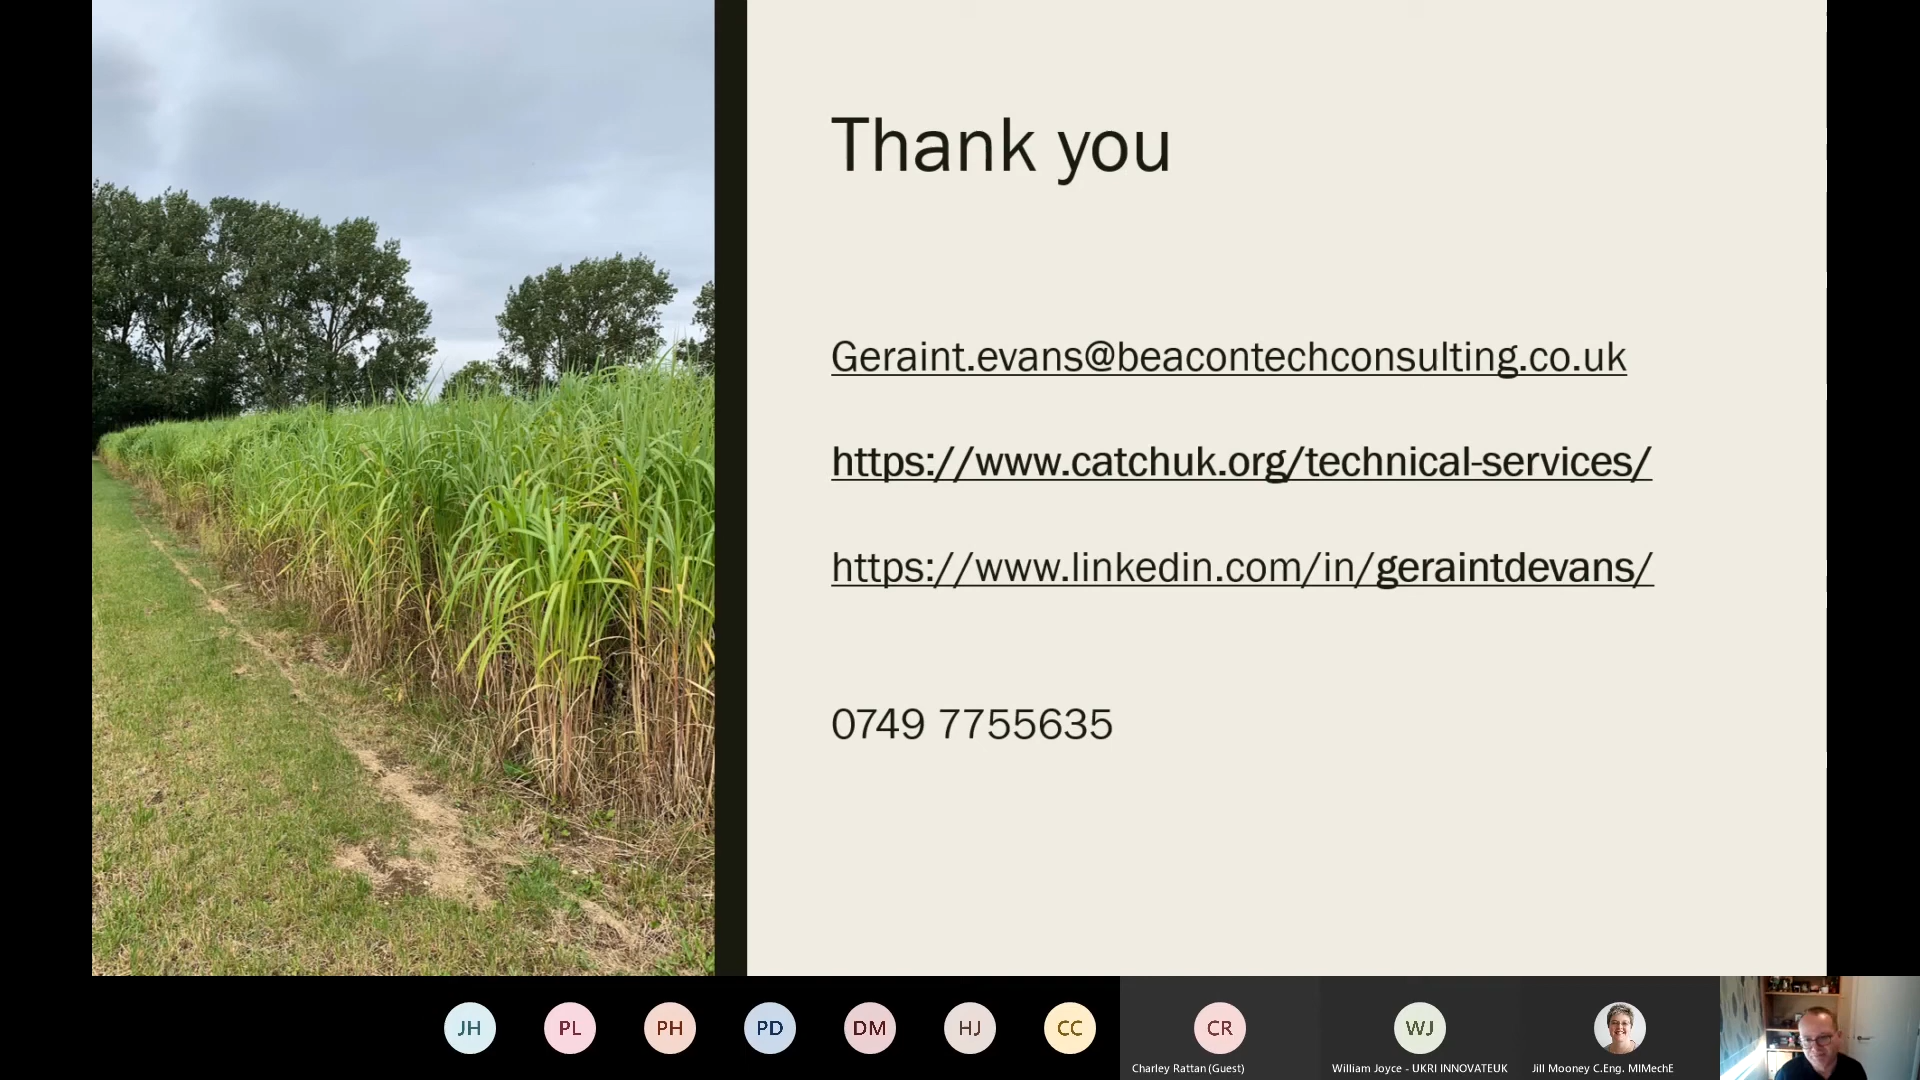 Thank you
Geraint.evans@beacontechconsulting.co.uk
https://www.catchuk.org/technical-services/
https://www.linkedin.com/in/geraintdevans/
0749 7755635
JH
PL
PH
PD
DM
HJ
CC
CR
WJ
Charley Rattan (Guest)
William Joyce - UKRI INNOVATEUK
Jill Mooney C.Eng. MIMechE